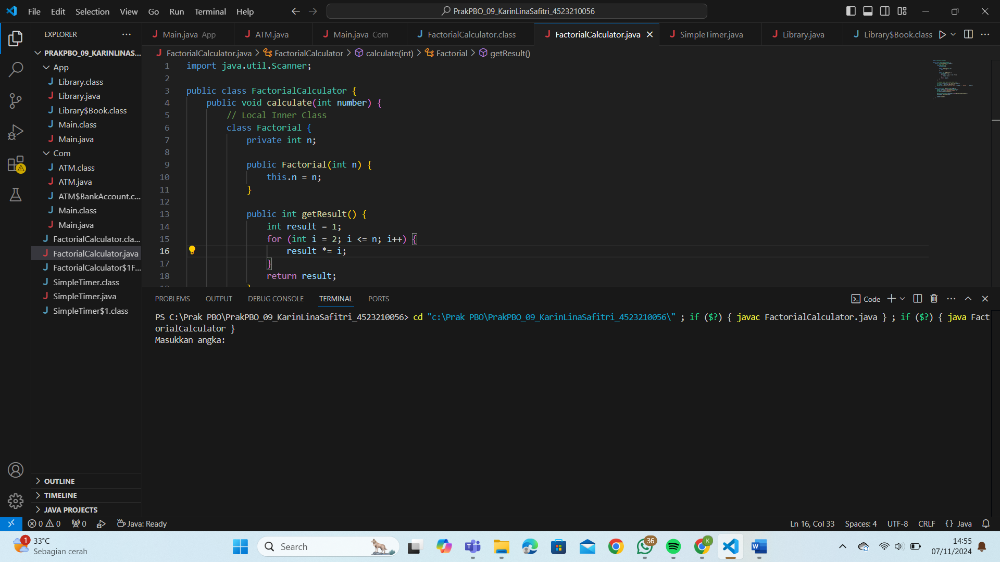 File Edit Selection View Go Run Terminal Help
PrakPBO_09_KarinLinaSafitri_4523210056
EXPLORER
Main.java App
ATM.java
Main.java Com
FactorialCalculator.class
FactorialCalculator.java
SimpleTimer.java
Library.java
Library$Book.class
PRAKPBO_09_KARINLINAS...
App
Library.class
Library.java
Library$Book.class
Main.class
Main.java
Com
ATM.class
ATM.java
ATM$BankAccount.c...
Main.class
Main.java
FactorialCalculator.cla...
FactorialCalculator.java
FactorialCalculator$1F...
SimpleTimer.class
SimpleTimer.java
SimpleTimer$1.class
OUTLINE
TIMELINE
JAVA PROJECTS
FactorialCalculator.java > FactorialCalculator > calculate(int) > Factorial > getResult()
1 import java.util.Scanner;
2
3 public class FactorialCalculator {
4 public void calculate(int number) {
5 // Local Inner Class
6 class Factorial {
7 private int n;
8
9 public Factorial(int n) {
10 this.n = n;
11 }
12
13 public int getResult() {
14 int result = 1;
15 for (int i = 2; i <= n; i++) {
16 result *= i;
17 }
18 return result;
PROBLEMS OUTPUT DEBUG CONSOLE TERMINAL PORTS
Code
PS C:\Prak PBO\PrakPBO_09_KarinLinaSafitri_4523210056> cd "c:\Prak PBO\PrakPBO_09_KarinLinaSafitri_4523210056\" ; if ($?) { javac FactorialCalculator.java } ; if ($?) { java Fact
orialCalculator }
Masukkan angka:
0 0 0 Java: Ready
Ln 16, Col 33 Spaces: 4 UTF-8 CRLF {} Java
1
33°C
Sebagian cerah
Search
36
K
14:55
07/11/2024